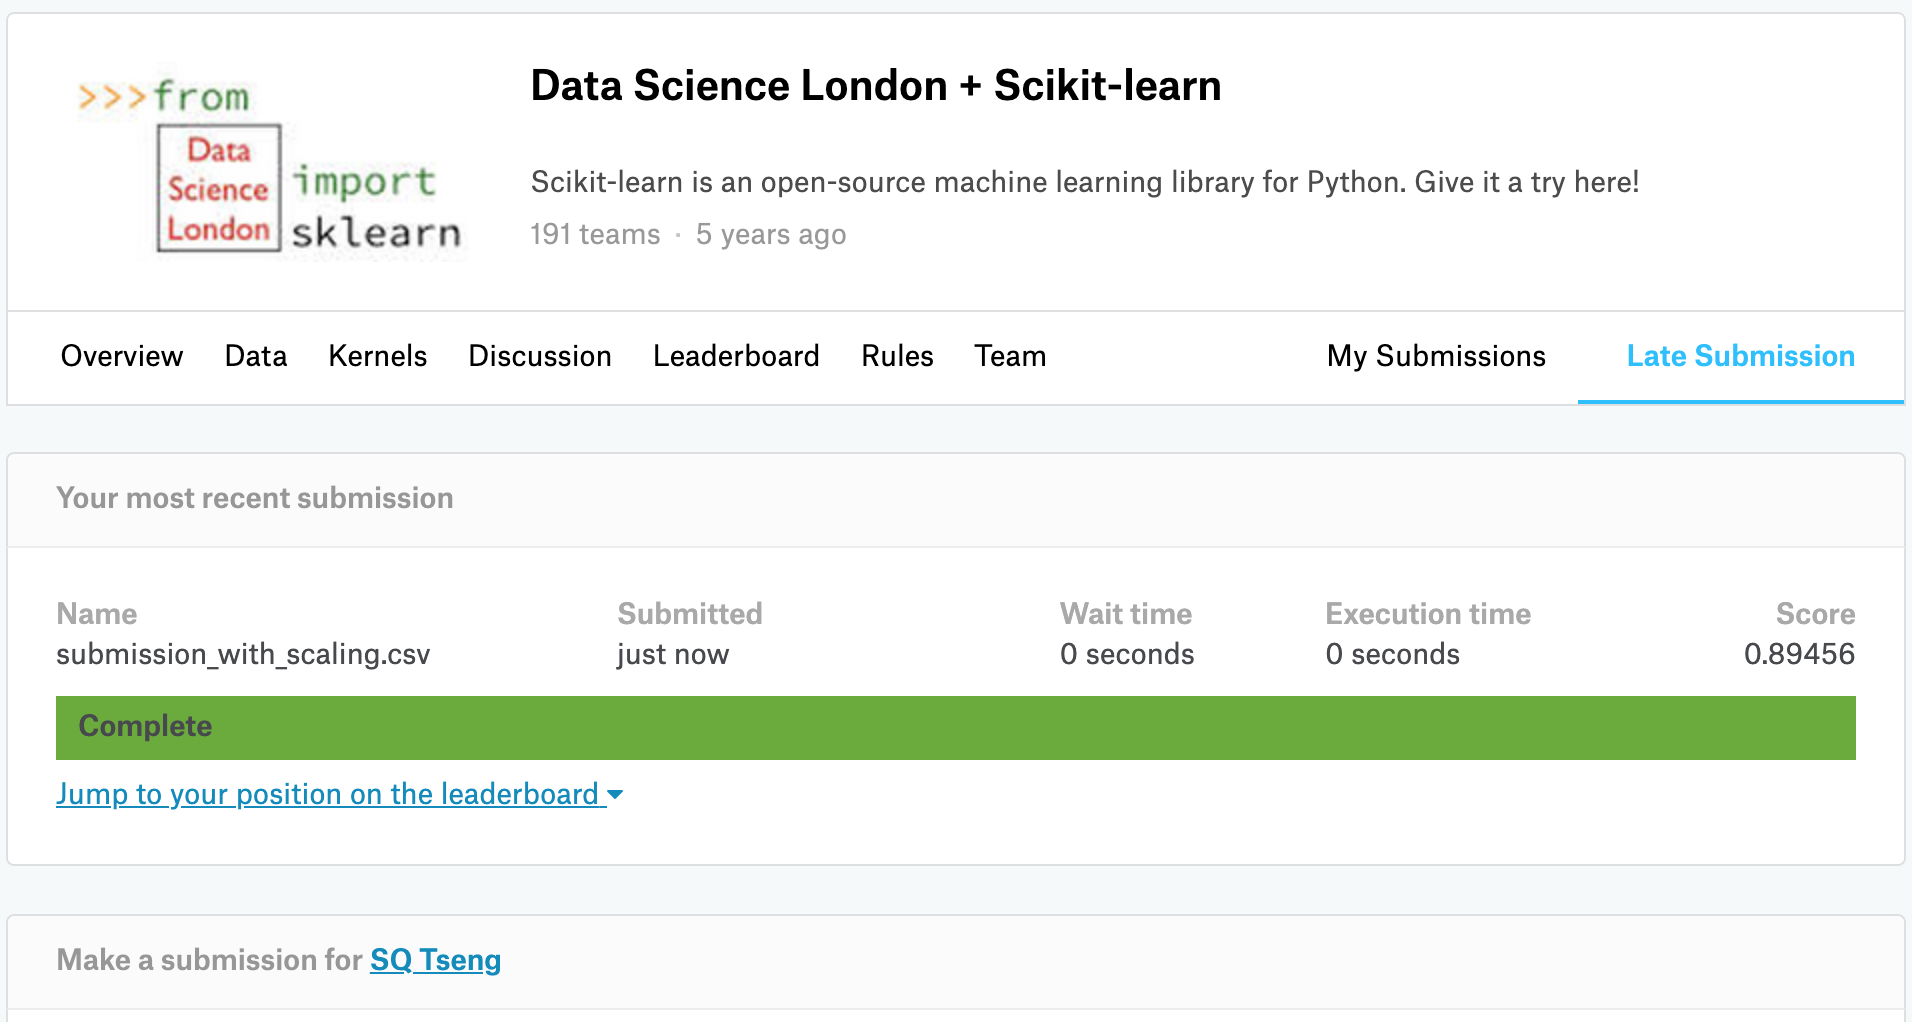 >>>from
Data
Science
London
import
sklearn
Data Science London + Scikit-learn
Scikit-learn is an open-source machine learning library for Python. Give it a try here!
191 teams · 5 years ago
Overview Data Kernels Discussion Leaderboard Rules Team My Submissions Late Submission
Your most recent submission
Name Submitted Wait time Execution time Score
submission_with_scaling.csv just now 0 seconds 0 seconds 0.89456
Complete
Jump to your position on the leaderboard
Make a submission for SQ Tseng